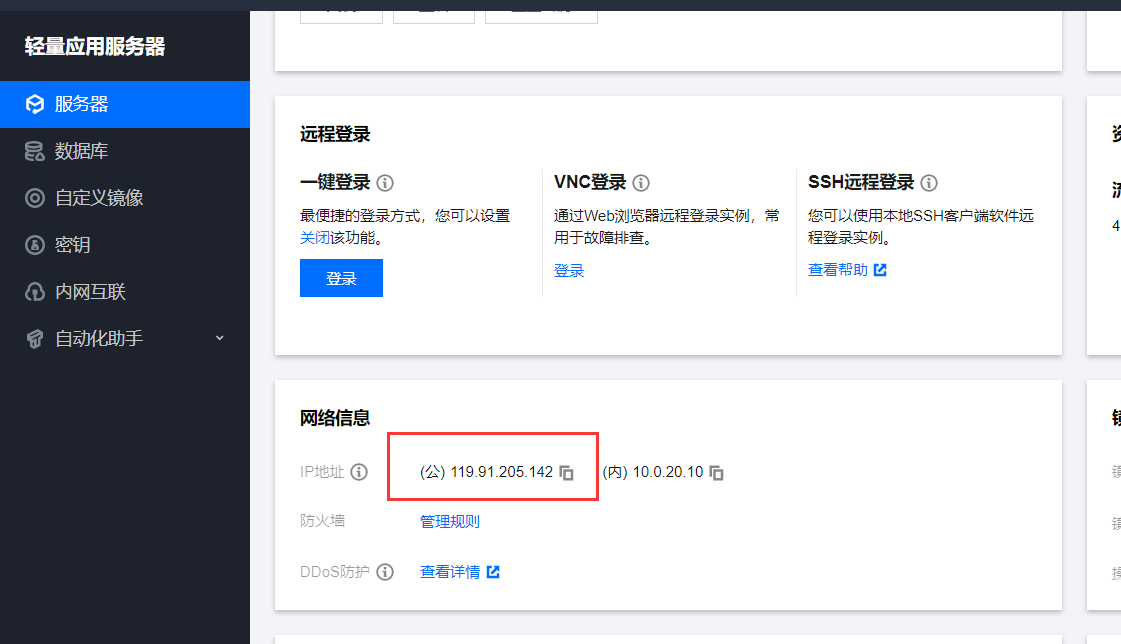 轻量应用服务器
服务器
数据库
自定义镜像
密钥
内网互联
自动化助手
远程登录
一键登录
最便捷的登录方式，您可以设置
关闭该功能。
登录
VNC登录
通过Web浏览器远程登录实例，常
用于故障排查。
登录
SSH远程登录
您可以使用本地SSH客户端软件远
程登录实例。
查看帮助
网络信息
IP地址 (公) 119.91.205.142 (内) 10.0.20.10
防火墙 管理规则
DDoS防护 查看详情
4